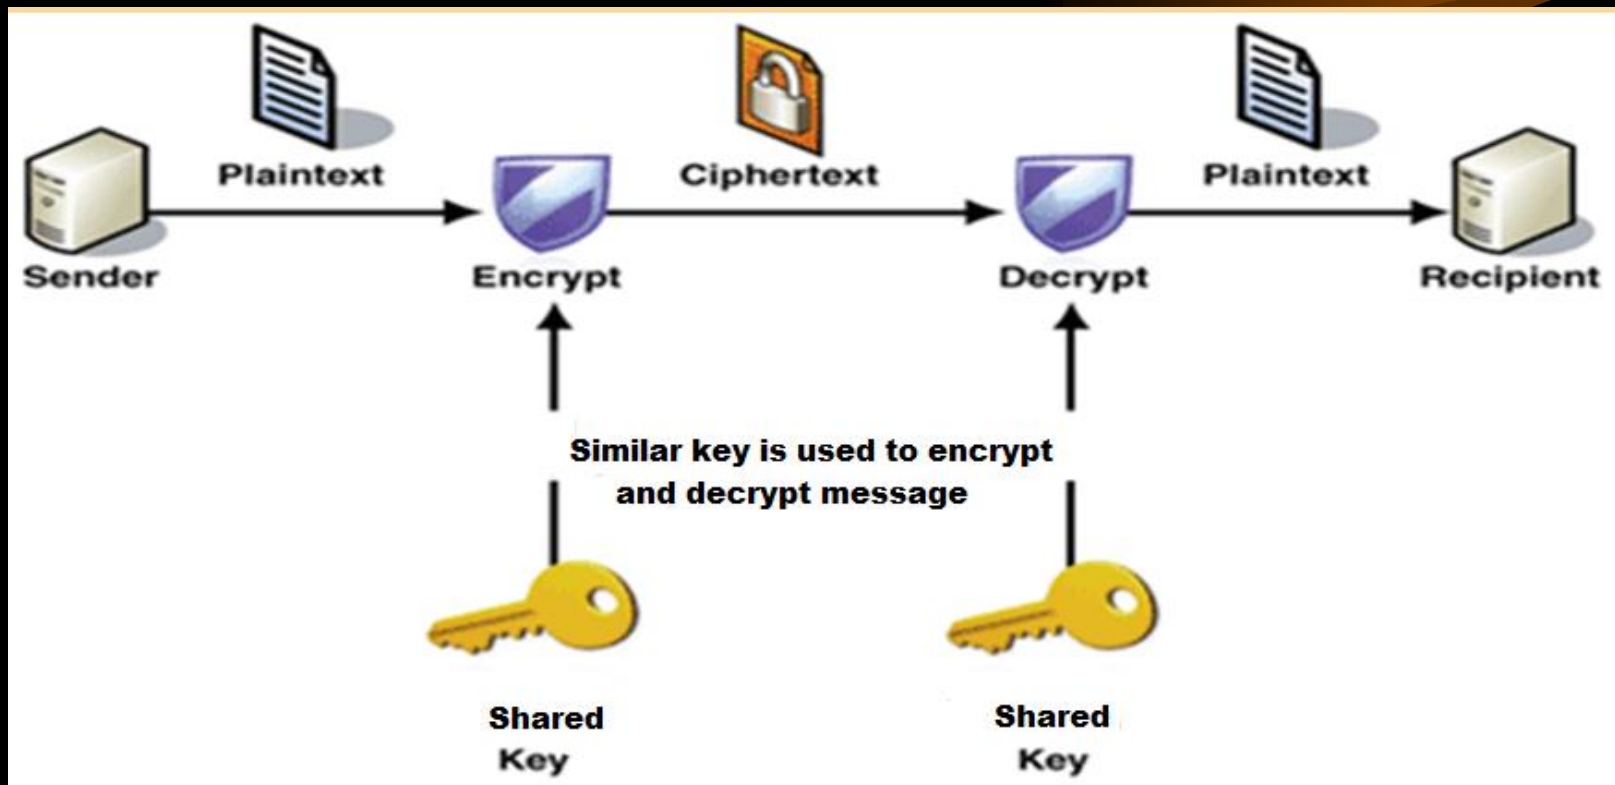 Plaintext
Ciphertext
Plaintext
Sender
Encrypt
Decrypt
Recipient
Similar key is used to encrypt
and decrypt message
Shared
Key
Shared
Key